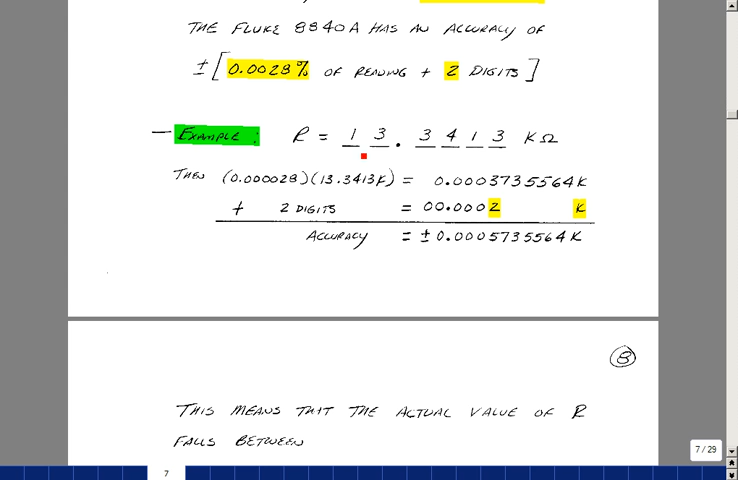 THE FLUKE 8840A HAS AN ACCURACY OF
± [ 0.0028% OF READING + 2 DIGITS ]
— EXAMPLE: R = 1 3 . 3 4 1 3 KΩ
THEN (0.000028)(13.3413K) = 0.0003735564K
+ 2 DIGITS = 00.0002 K
ACCURACY = ± 0.0005735564K
8
THIS MEANS THAT THE ACTUAL VALUE OF R
FALLS BETWEEN
7 / 29
7